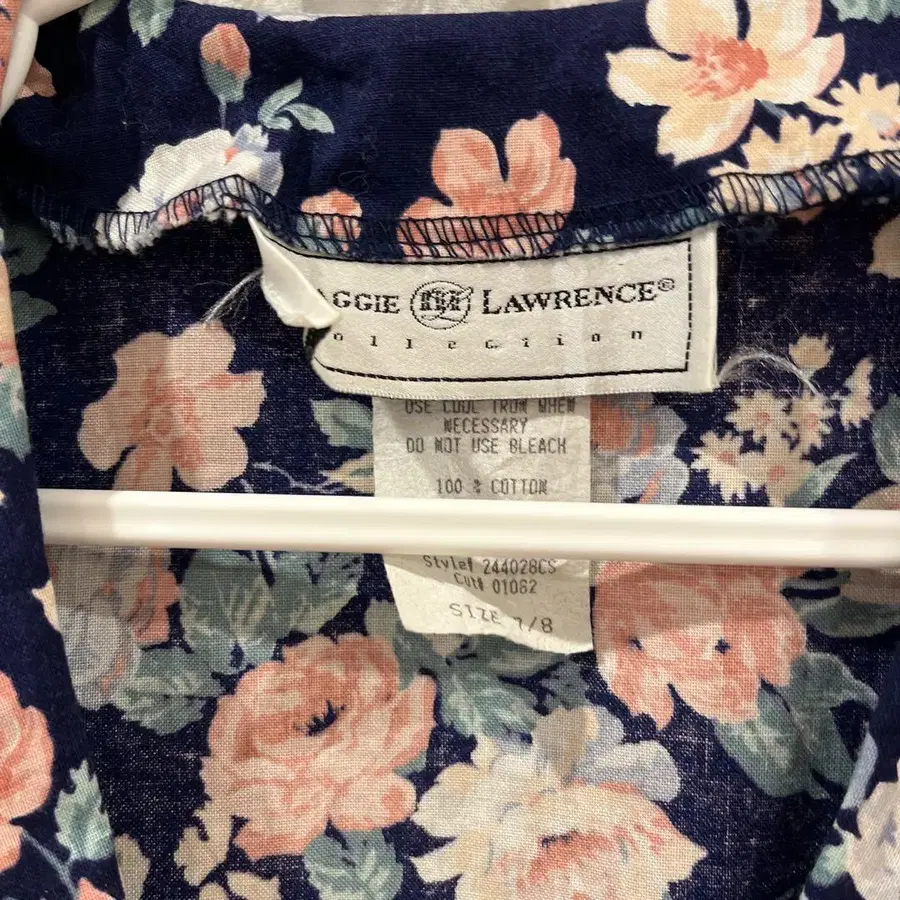 AGGIE LAWRENCE®
ollection
USE COOL IRON WHEN
NECESSARY
DO NOT USE BLEACH
100 % COTTON
Style# 244028CS
Cut# 01082
SIZE 7/8